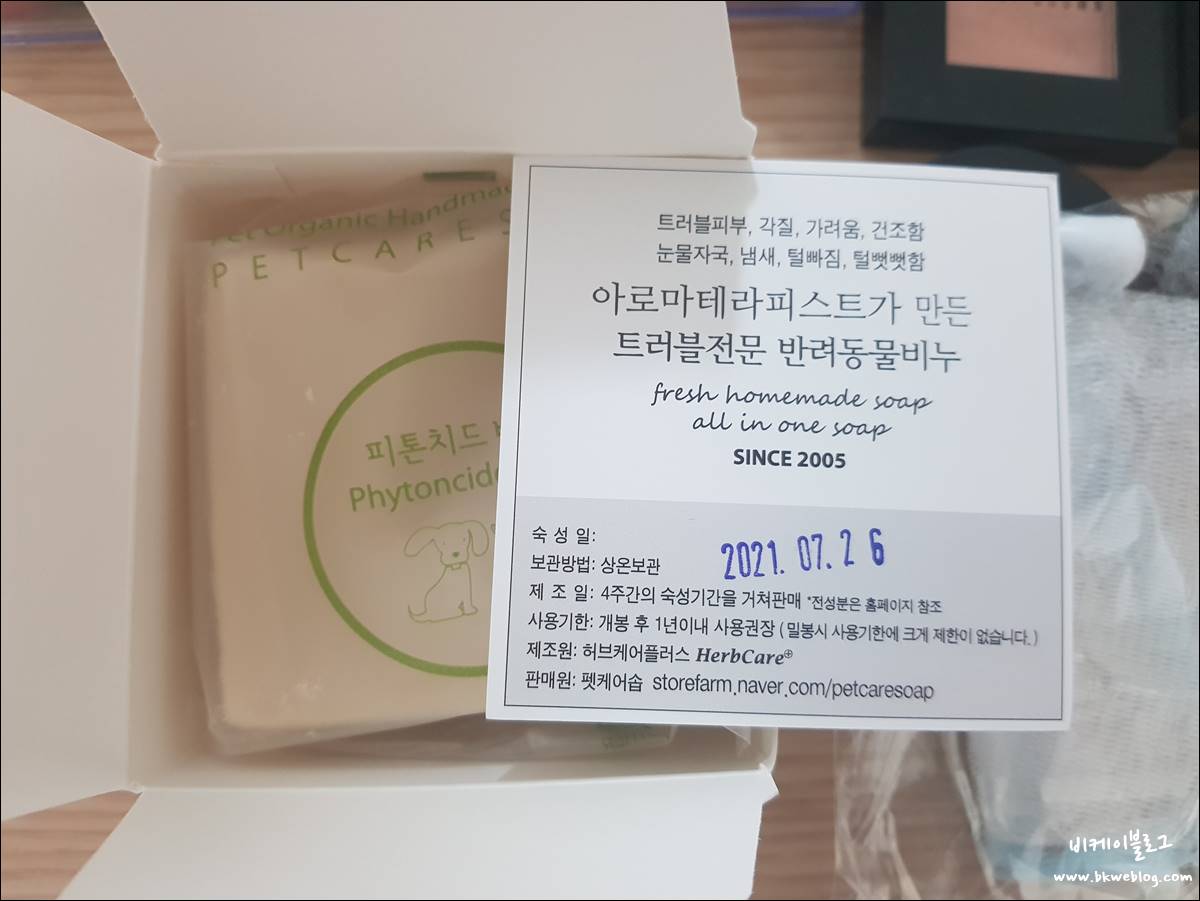 Pet Organic Handma
PETCARE S
피톤치드
Phytoncide
트러블피부, 각질, 가려움, 건조함
눈물자국, 냄새, 털빠짐, 털뻣뻣함
아로마테라피스트가 만든
트러블전문 반려동물비누
fresh homemade soap
all in one soap
SINCE 2005
숙 성 일:
2021. 07. 2 6
보관방법: 상온보관
제 조 일: 4주간의 숙성기간을 거쳐판매 *전성분은 홈페이지 참조
사용기한: 개봉 후 1년이내 사용권장 ( 밀봉시 사용기한에 크게 제한이 없습니다. )
제조원: 허브케어플러스 HerbCare⊕
판매원: 펫케어솝 storefarm.naver.com/petcaresoap
비케이블로그
www.bkweblog.com